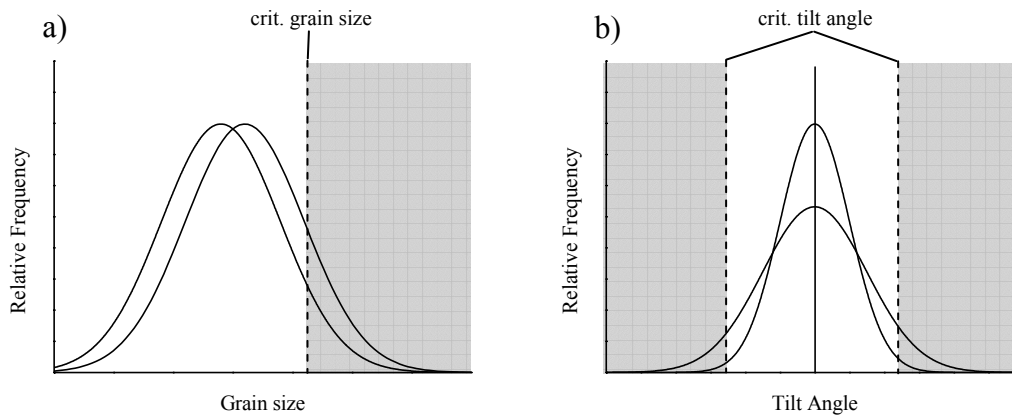 a)
crit. grain size
Relative Frequency
Grain size
b)
crit. tilt angle
Relative Frequency
Tilt Angle